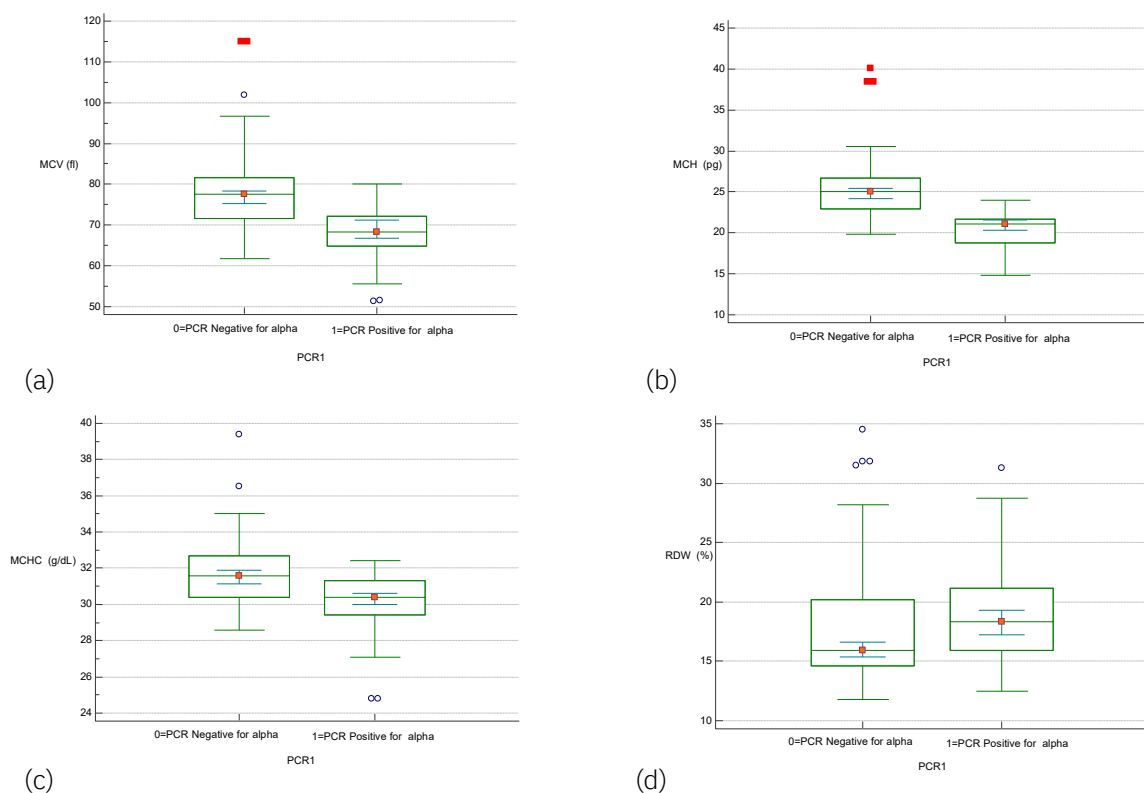 120
115
110
100
90
80
MCV (fl)
70
60
50
0=PCR Negative for alpha
1=PCR Positive for alpha
PCR1
(a)
45
40
35
30
MCH (pg)
25
20
15
10
0=PCR Negative for alpha
1=PCR Positive for alpha
PCR1
(b)
40
38
36
34
MCHC (g/dL)
32
30
28
26
24
0=PCR Negative for alpha
1=PCR Positive for alpha
PCR1
(c)
35
30
25
RDW (%)
20
15
10
0=PCR Negative for alpha
1=PCR Positive for alpha
PCR1
(d)